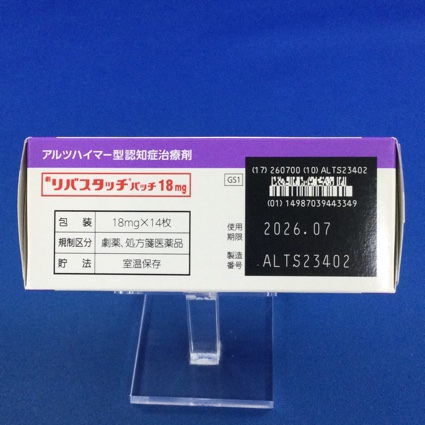 アルツハイマー型認知症治療剤
劇 リバスタッチ®パッチ18mg
包装 18mg×14枚
規制区分 劇薬、処方箋医薬品
貯法 室温保存
GS1
(17) 260700 (10) ALTS23402
(01) 14987039443349
使用期限 2026.07
製造番号 ALTS23402